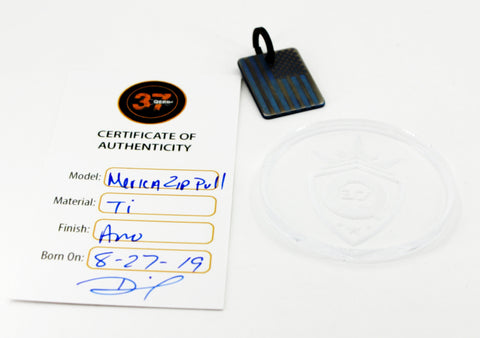 37
CERTIFICATE OF
AUTHENTICITY
Model: Merica Zip Pull
Material: Ti
Finish: Ano
Born On: 8-27-19